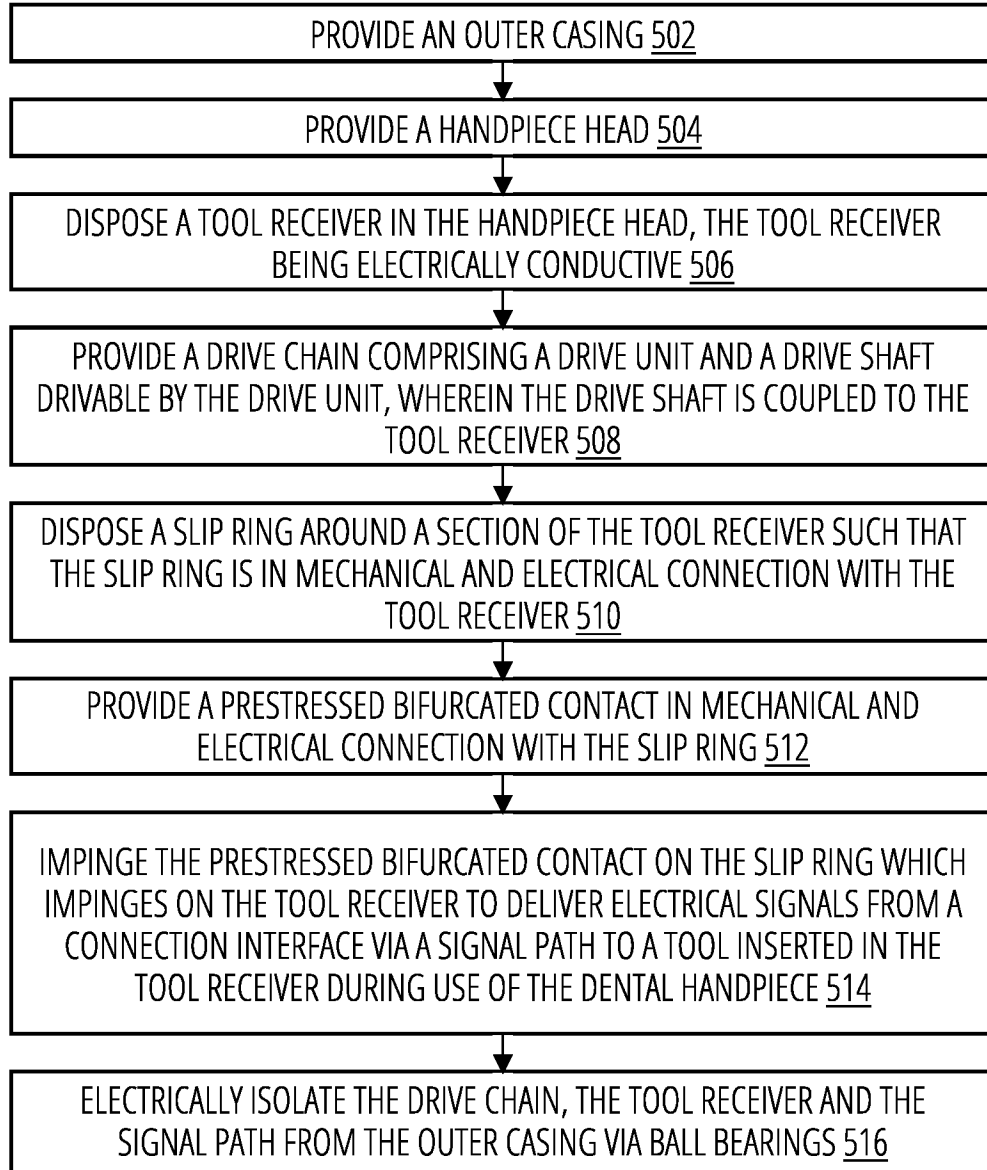 PROVIDE AN OUTER CASING 502
PROVIDE A HANDPIECE HEAD 504
DISPOSE A TOOL RECEIVER IN THE HANDPIECE HEAD, THE TOOL RECEIVER
BEING ELECTRICALLY CONDUCTIVE 506
PROVIDE A DRIVE CHAIN COMPRISING A DRIVE UNIT AND A DRIVE SHAFT
DRIVABLE BY THE DRIVE UNIT, WHEREIN THE DRIVE SHAFT IS COUPLED TO THE
TOOL RECEIVER 508
DISPOSE A SLIP RING AROUND A SECTION OF THE TOOL RECEIVER SUCH THAT
THE SLIP RING IS IN MECHANICAL AND ELECTRICAL CONNECTION WITH THE
TOOL RECEIVER 510
PROVIDE A PRESTRESSED BIFURCATED CONTACT IN MECHANICAL AND
ELECTRICAL CONNECTION WITH THE SLIP RING 512
IMPINGE THE PRESTRESSED BIFURCATED CONTACT ON THE SLIP RING WHICH
IMPINGES ON THE TOOL RECEIVER TO DELIVER ELECTRICAL SIGNALS FROM A
CONNECTION INTERFACE VIA A SIGNAL PATH TO A TOOL INSERTED IN THE
TOOL RECEIVER DURING USE OF THE DENTAL HANDPIECE 514
ELECTRICALLY ISOLATE THE DRIVE CHAIN, THE TOOL RECEIVER AND THE
SIGNAL PATH FROM THE OUTER CASING VIA BALL BEARINGS 516